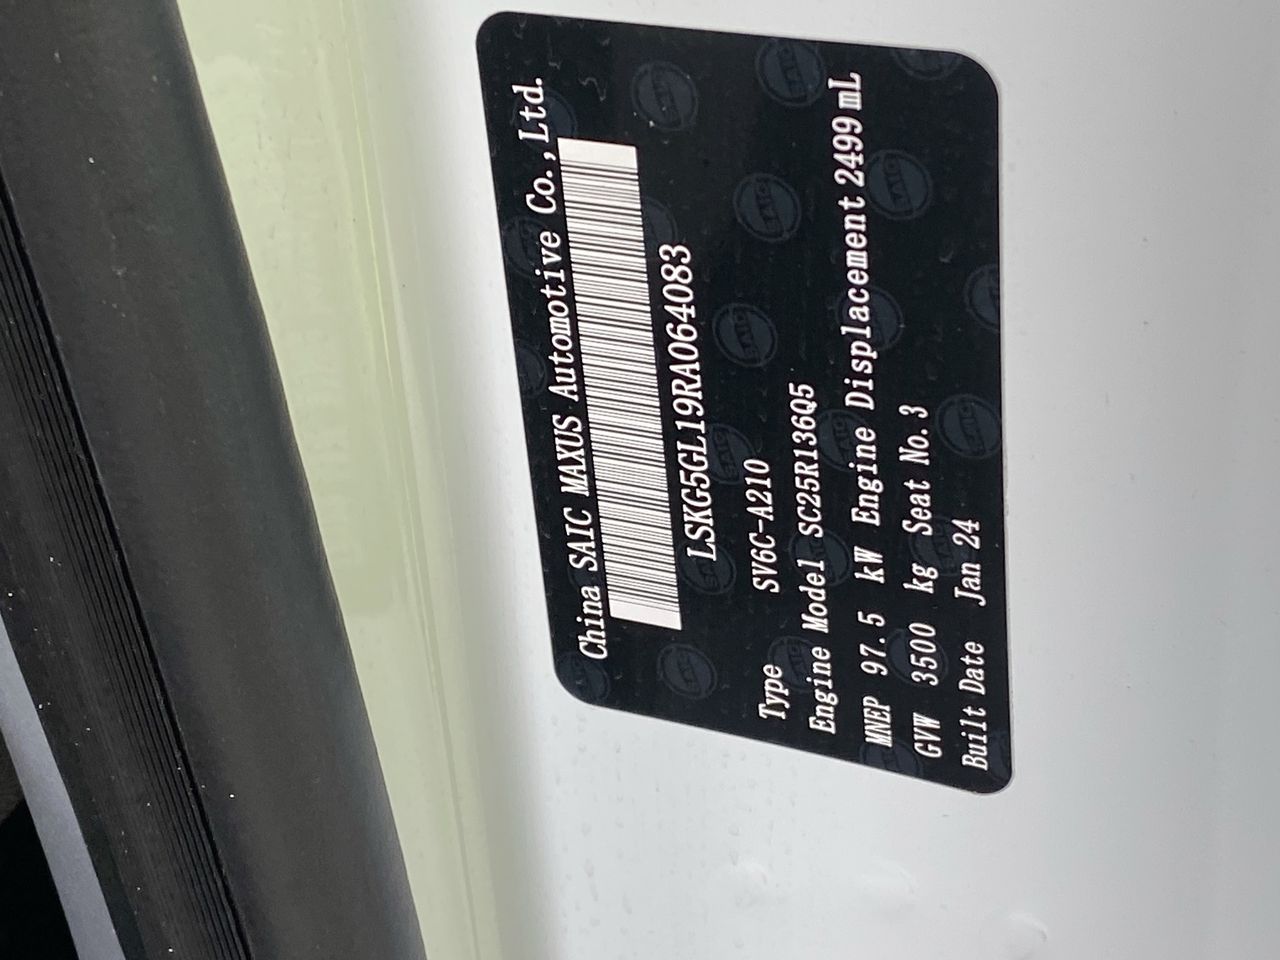 China SAIC MAXUS Automotive Co.,Ltd.
LSKG5GL19RA064083
Type SV6C-A210
Engine Model SC25R136Q5
MNEP 97.5 kW Engine Displacement 2499 mL
GVW 3500 kg Seat No. 3
Built Date Jan 24